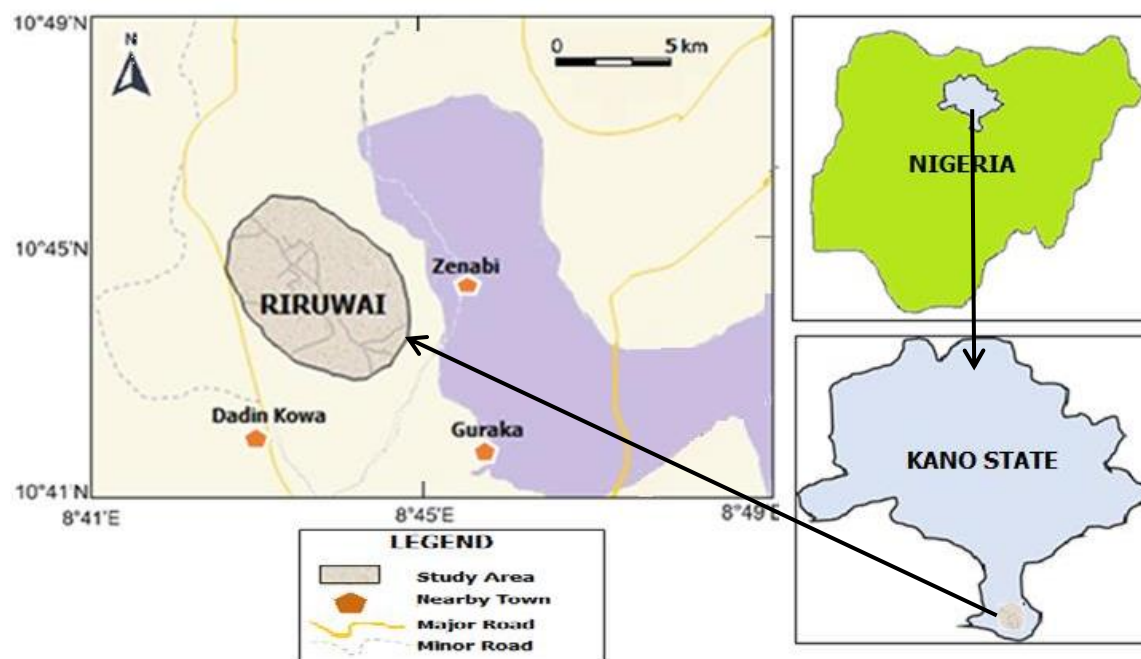 10°49'N
N
0 5 km
10°45'N
Zenabi
RIRUWAI
Dadin Kowa
Guraka
10°41'N
8°41'E
8°45'E
8°49'E
LEGEND
Study Area
Nearby Town
Major Road
Minor Road
NIGERIA
KANO STATE